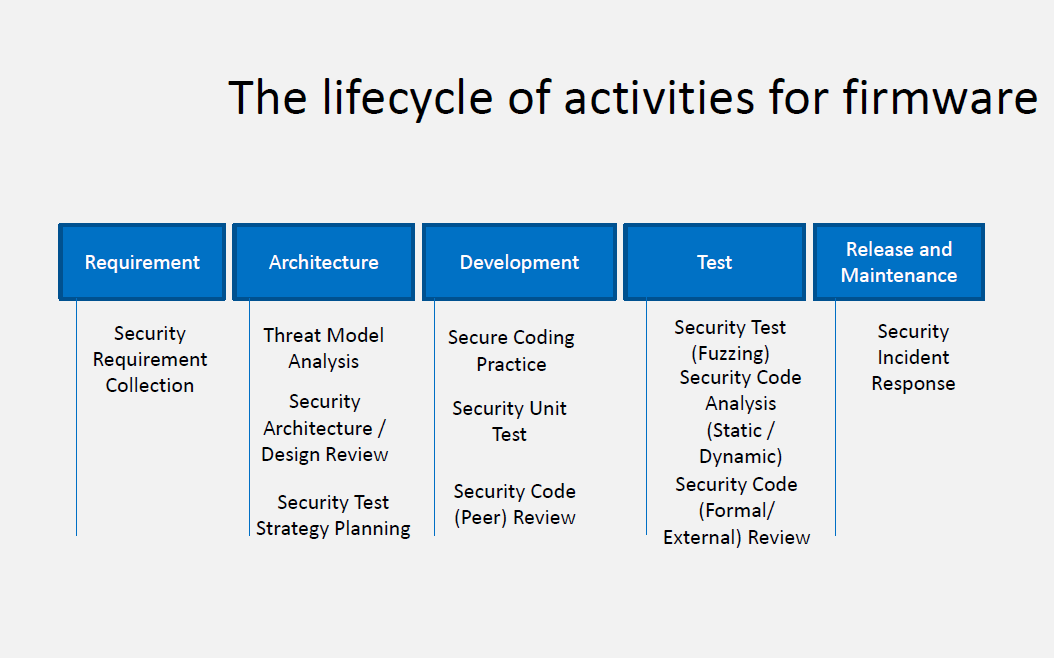 The lifecycle of activities for firmware
Requirement
Security
Requirement
Collection
Architecture
Threat Model
Analysis
Security
Architecture /
Design Review
Security Test
Strategy Planning
Development
Secure Coding
Practice
Security Unit
Test
Security Code
(Peer) Review
Test
Security Test
(Fuzzing)
Security Code
Analysis
(Static /
Dynamic)
Security Code
(Formal/
External) Review
Release and
Maintenance
Security
Incident
Response